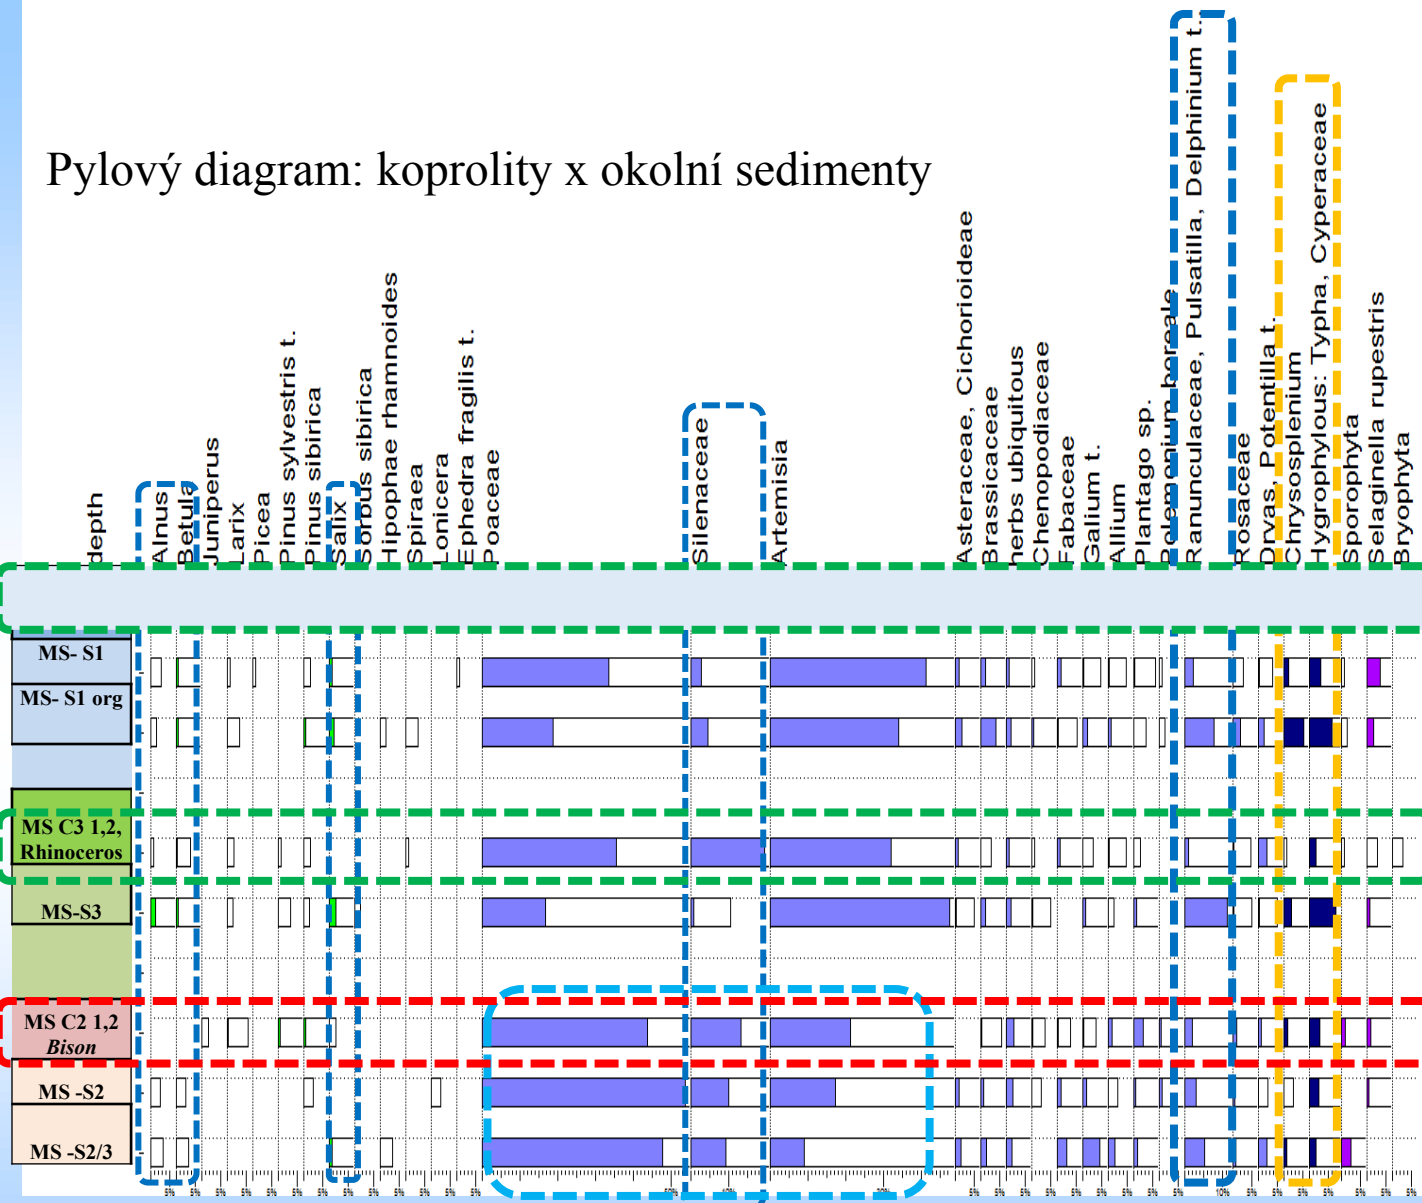 Pylový diagram: koprolity x okolní sedimenty
depth
Alnus
Betula
Juniperus
Larix
Picea
Pinus sylvestris t.
Pinus sibirica
Salix
Sorbus sibirica
Hipophae rhamnoides
Spiraea
Lonicera
Ephedra fragilis t.
Poaceae
Silenaceae
Artemisia
Asteraceae, Cichorioideae
Brassicaceae
herbs ubiquitous
Chenopodiaceae
Fabaceae
Galium t.
Allium
Plantago sp.
Polemonium boreale
Ranunculaceae, Pulsatilla, Delphinium t.
Rosaceae
Dryas, Potentilla t.
Chrysosplenium
Hygrophylous: Typha, Cyperaceae
Sporophyta
Selaginella rupestris
Bryophyta
MS- S1
MS- S1 org
MS C3 1,2,
Rhinoceros
MS-S3
MS C2 1,2
Bison
MS -S2
MS -S2/3